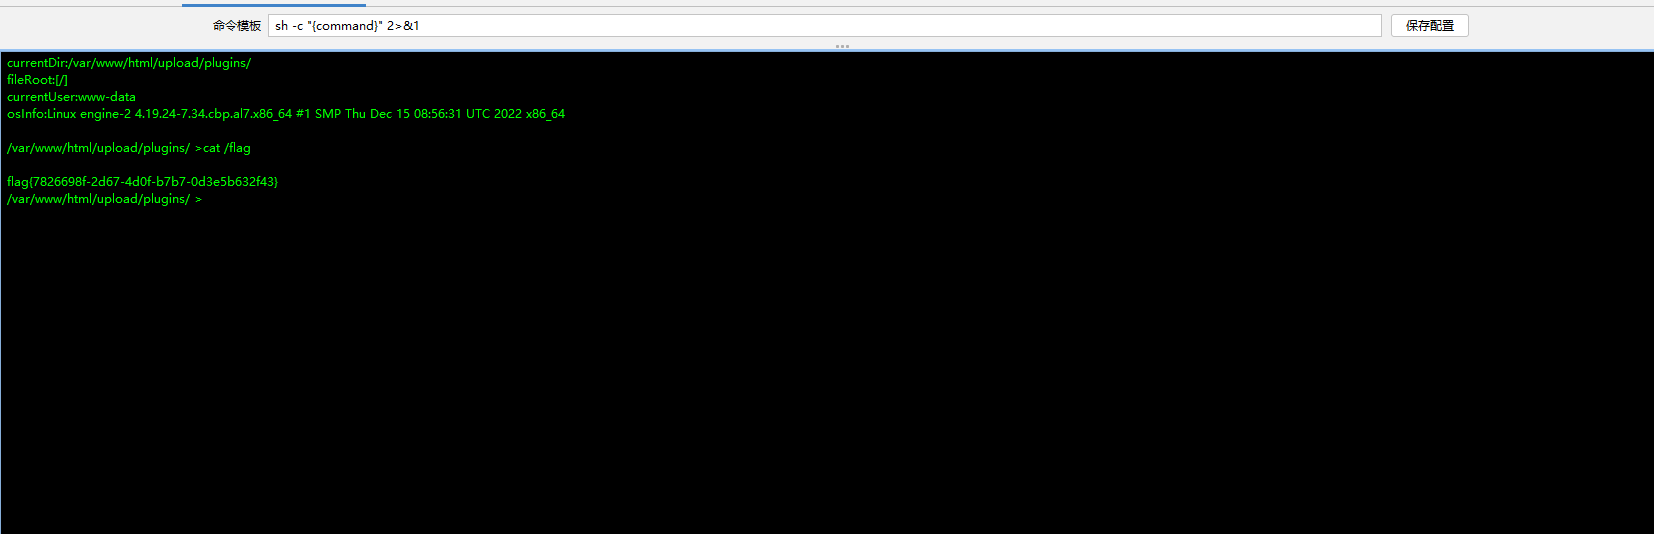 命令模板 sh -c "{command}" 2>&1 保存配置
currentDir:/var/www/html/upload/plugins/
fileRoot:[/]
currentUser:www-data
osInfo:Linux engine-2 4.19.24-7.34.cbp.al7.x86_64 #1 SMP Thu Dec 15 08:56:31 UTC 2022 x86_64
/var/www/html/upload/plugins/ >cat /flag
flag{7826698f-2d67-4d0f-b7b7-0d3e5b632f43}
/var/www/html/upload/plugins/ >